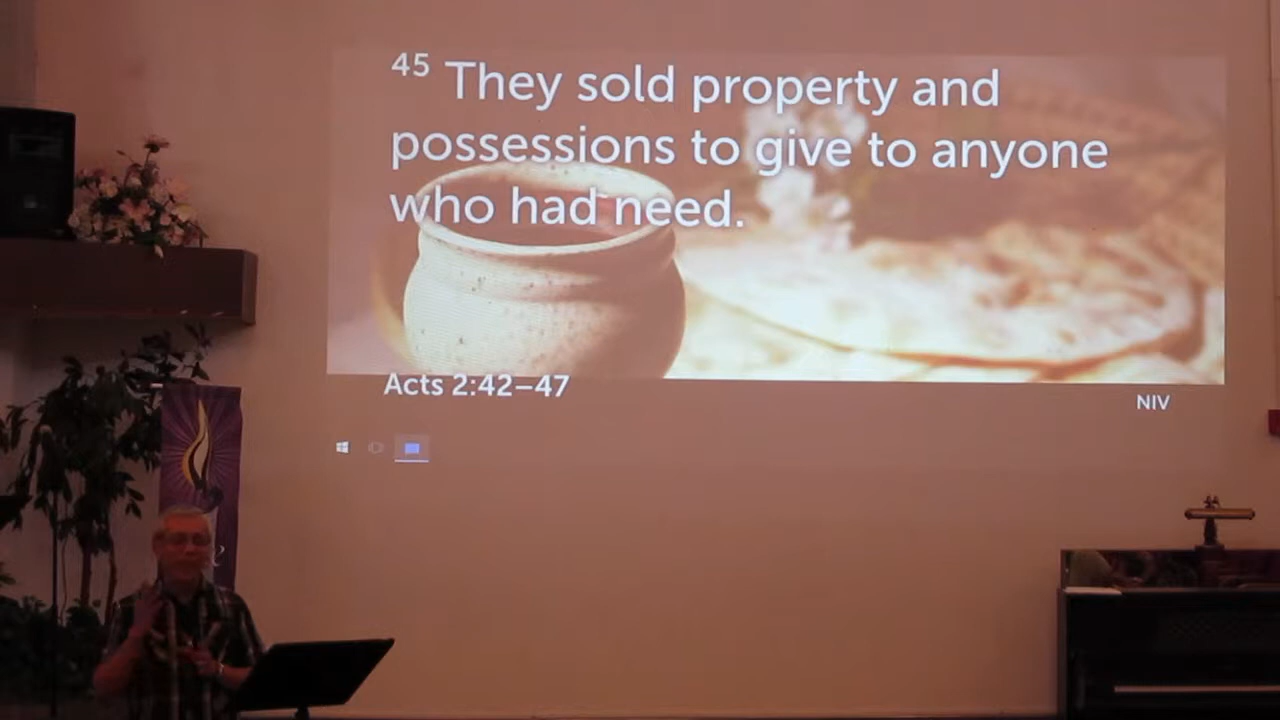 45 They sold property and
possessions to give to anyone
who had need.
Acts 2:42–47
NIV